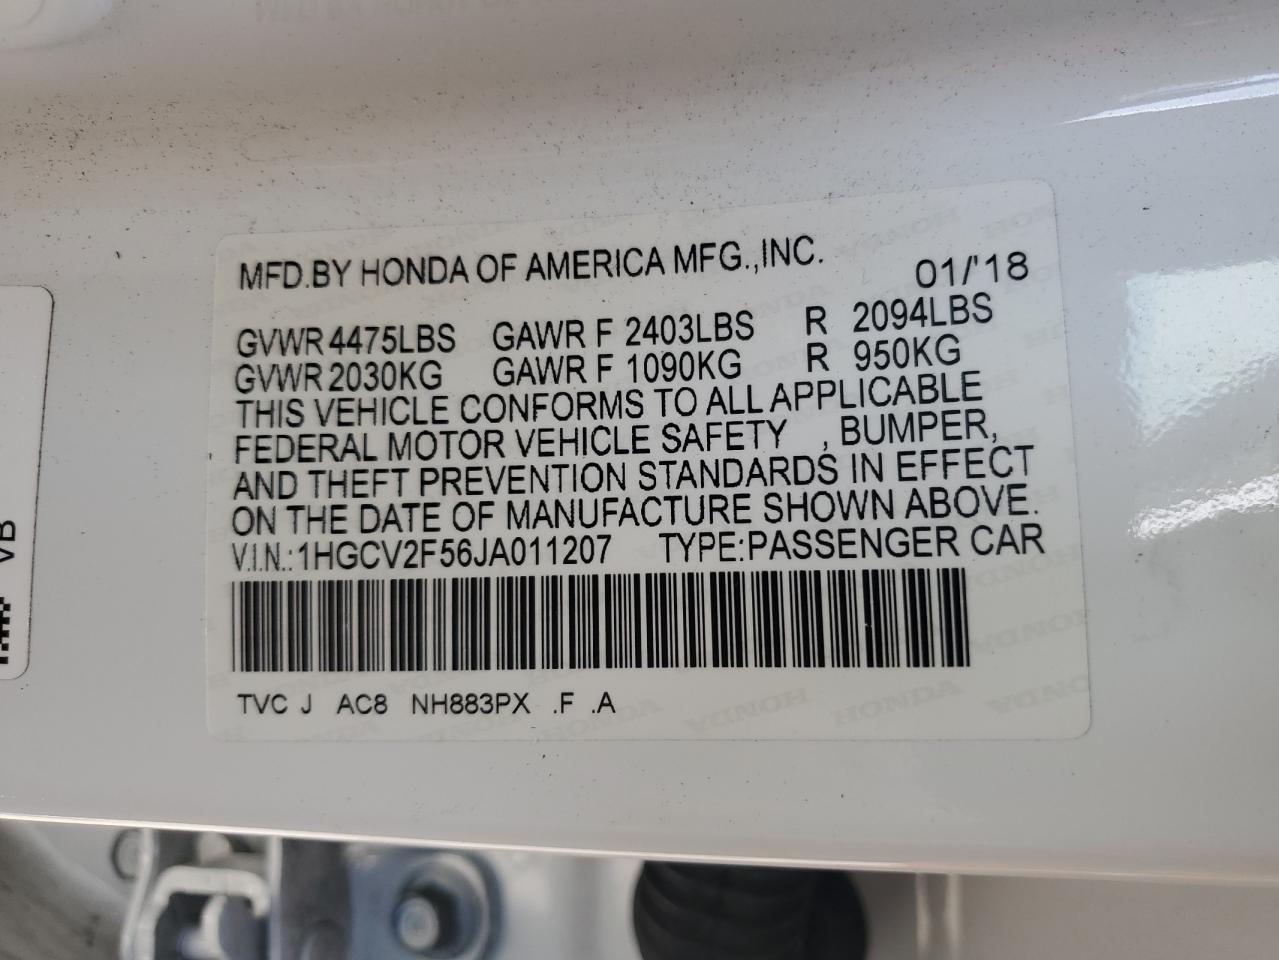 MFD.BY HONDA OF AMERICA MFG.,INC. 01/'18
GVWR 4475LBS GAWR F 2403LBS R 2094LBS
GVWR 2030KG GAWR F 1090KG R 950KG
THIS VEHICLE CONFORMS TO ALL APPLICABLE
FEDERAL MOTOR VEHICLE SAFETY , BUMPER,
AND THEFT PREVENTION STANDARDS IN EFFECT
ON THE DATE OF MANUFACTURE SHOWN ABOVE.
V.I.N.: 1HGCV2F56JA011207 TYPE:PASSENGER CAR
TVC J AC8 NH883PX .F .A
VB